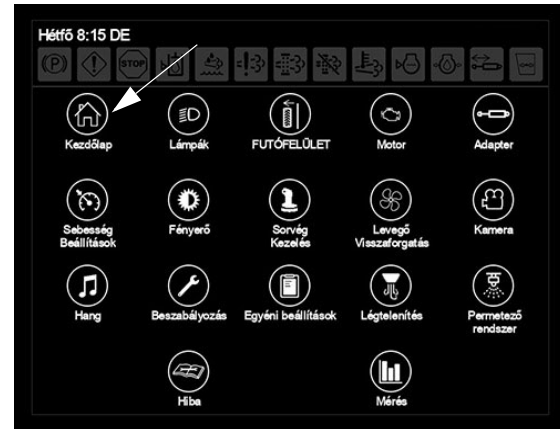 Hétfő 8:15 DE
(P) STOP
Kezdőlap Lámpák FUTÓFELÜLET Motor Adapter
Sebesség Beállítások Fényerő Sorvég Kezelés Levegő Visszaforgatás Kamera
Hang Beszabályozás Egyéni beállítások Légtelenítés Permetező rendszer
Hiba Mérés